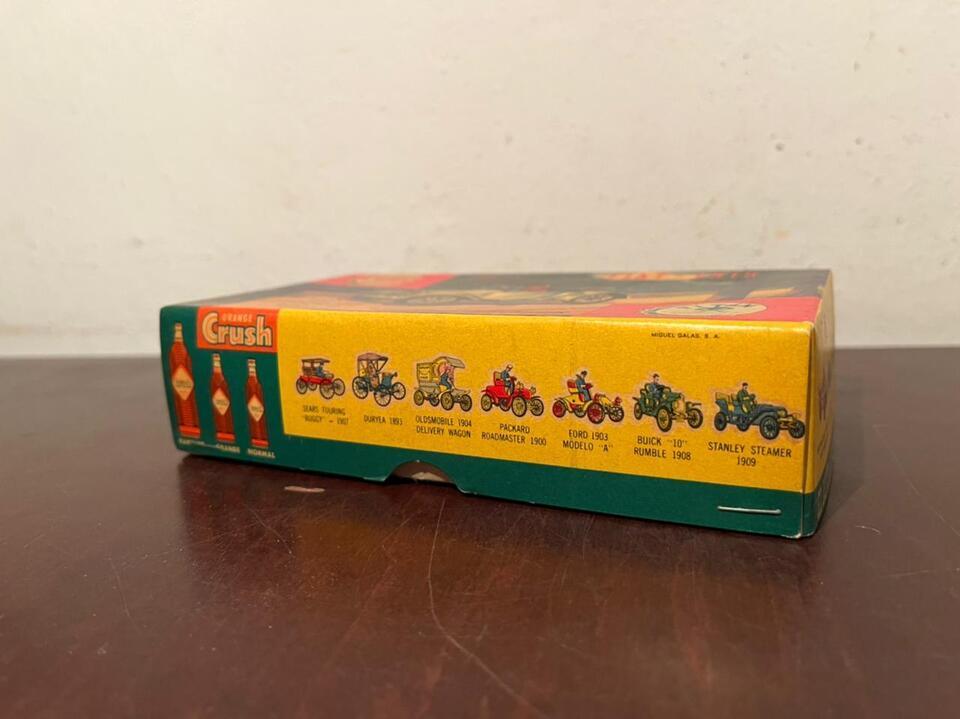 ORANGE
Crush
MIGUEL GALAS, S. A.
SEARS TOURING
"BUGGY" - 1907
DURYEA 1893
OLDSMOBILE 1904
DELIVERY WAGON
PACKARD
ROADMASTER 1900
FORD 1903
MODELO "A"
BUICK "10"
RUMBLE 1908
STANLEY STEAMER
1909
GRANDE
NORMAL